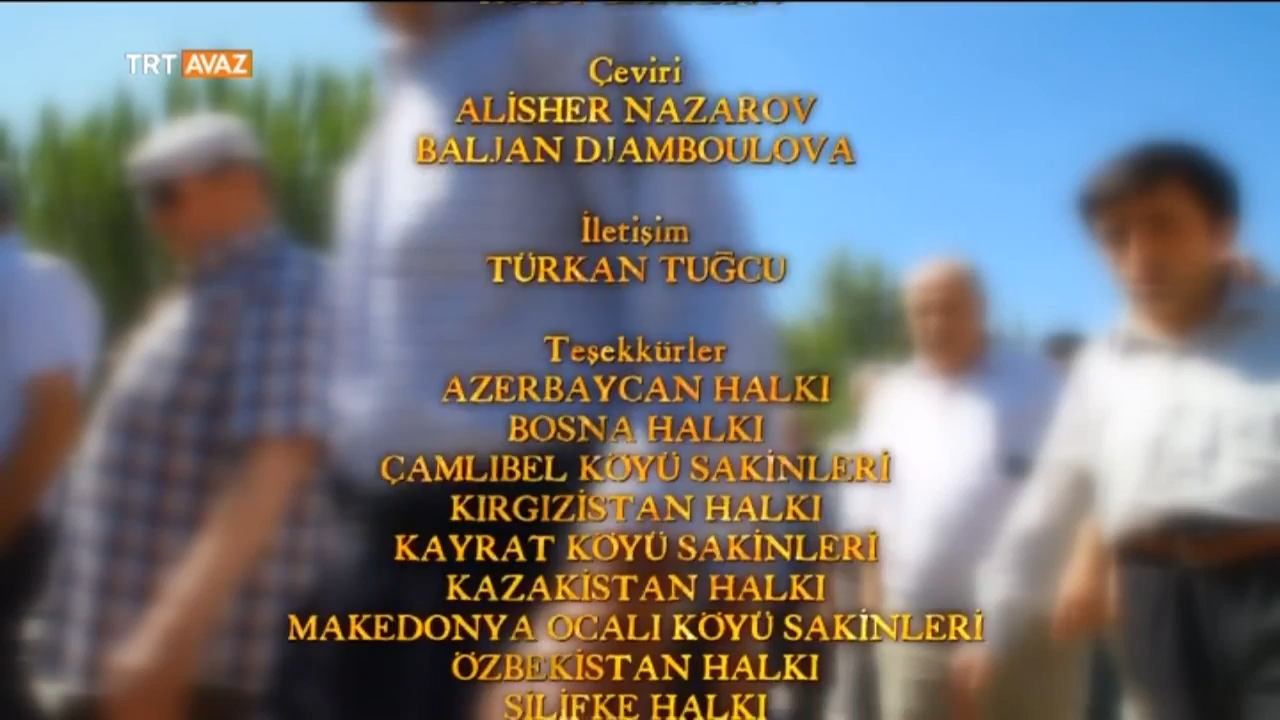 TRT AVAZ
Çeviri
ALİSHER NAZAROV
BALJAN DJAMBOULOVA
İletişim
TÜRKAN TUĞCU
Teşekkürler
AZERBAYCAN HALKI
BOSNA HALKI
ÇAMLIBEL KÖYÜ SAKİNLERİ
KIRGIZİSTAN HALKI
KAYRAT KÖYÜ SAKİNLERİ
KAZAKİSTAN HALKI
MAKEDONYA OCALI KÖYÜ SAKİNLERİ
ÖZBEKİSTAN HALKI
SİLİFKE HALKI